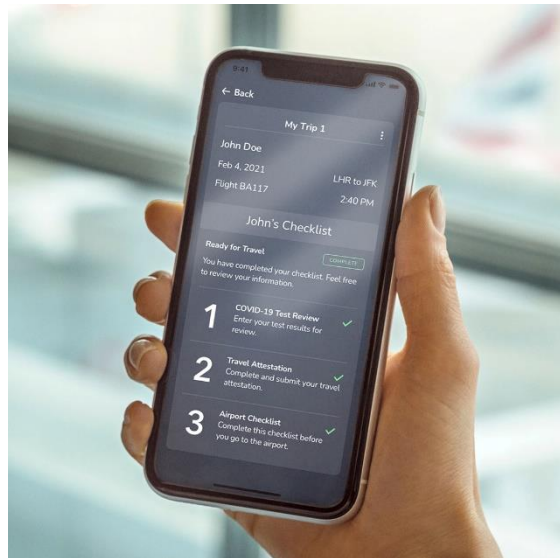 9:41
← Back
My Trip 1
John Doe
Feb 4, 2021
LHR to JFK
Flight BA117
2:40 PM
John's Checklist
Ready for Travel
COMPLETE
You have completed your checklist. Feel free
to review your information.
1
COVID-19 Test Review
Enter your test results for
review.
2
Travel Attestation
Complete and submit your travel
attestation.
3
Airport Checklist
Complete this checklist before
you go to the airport.